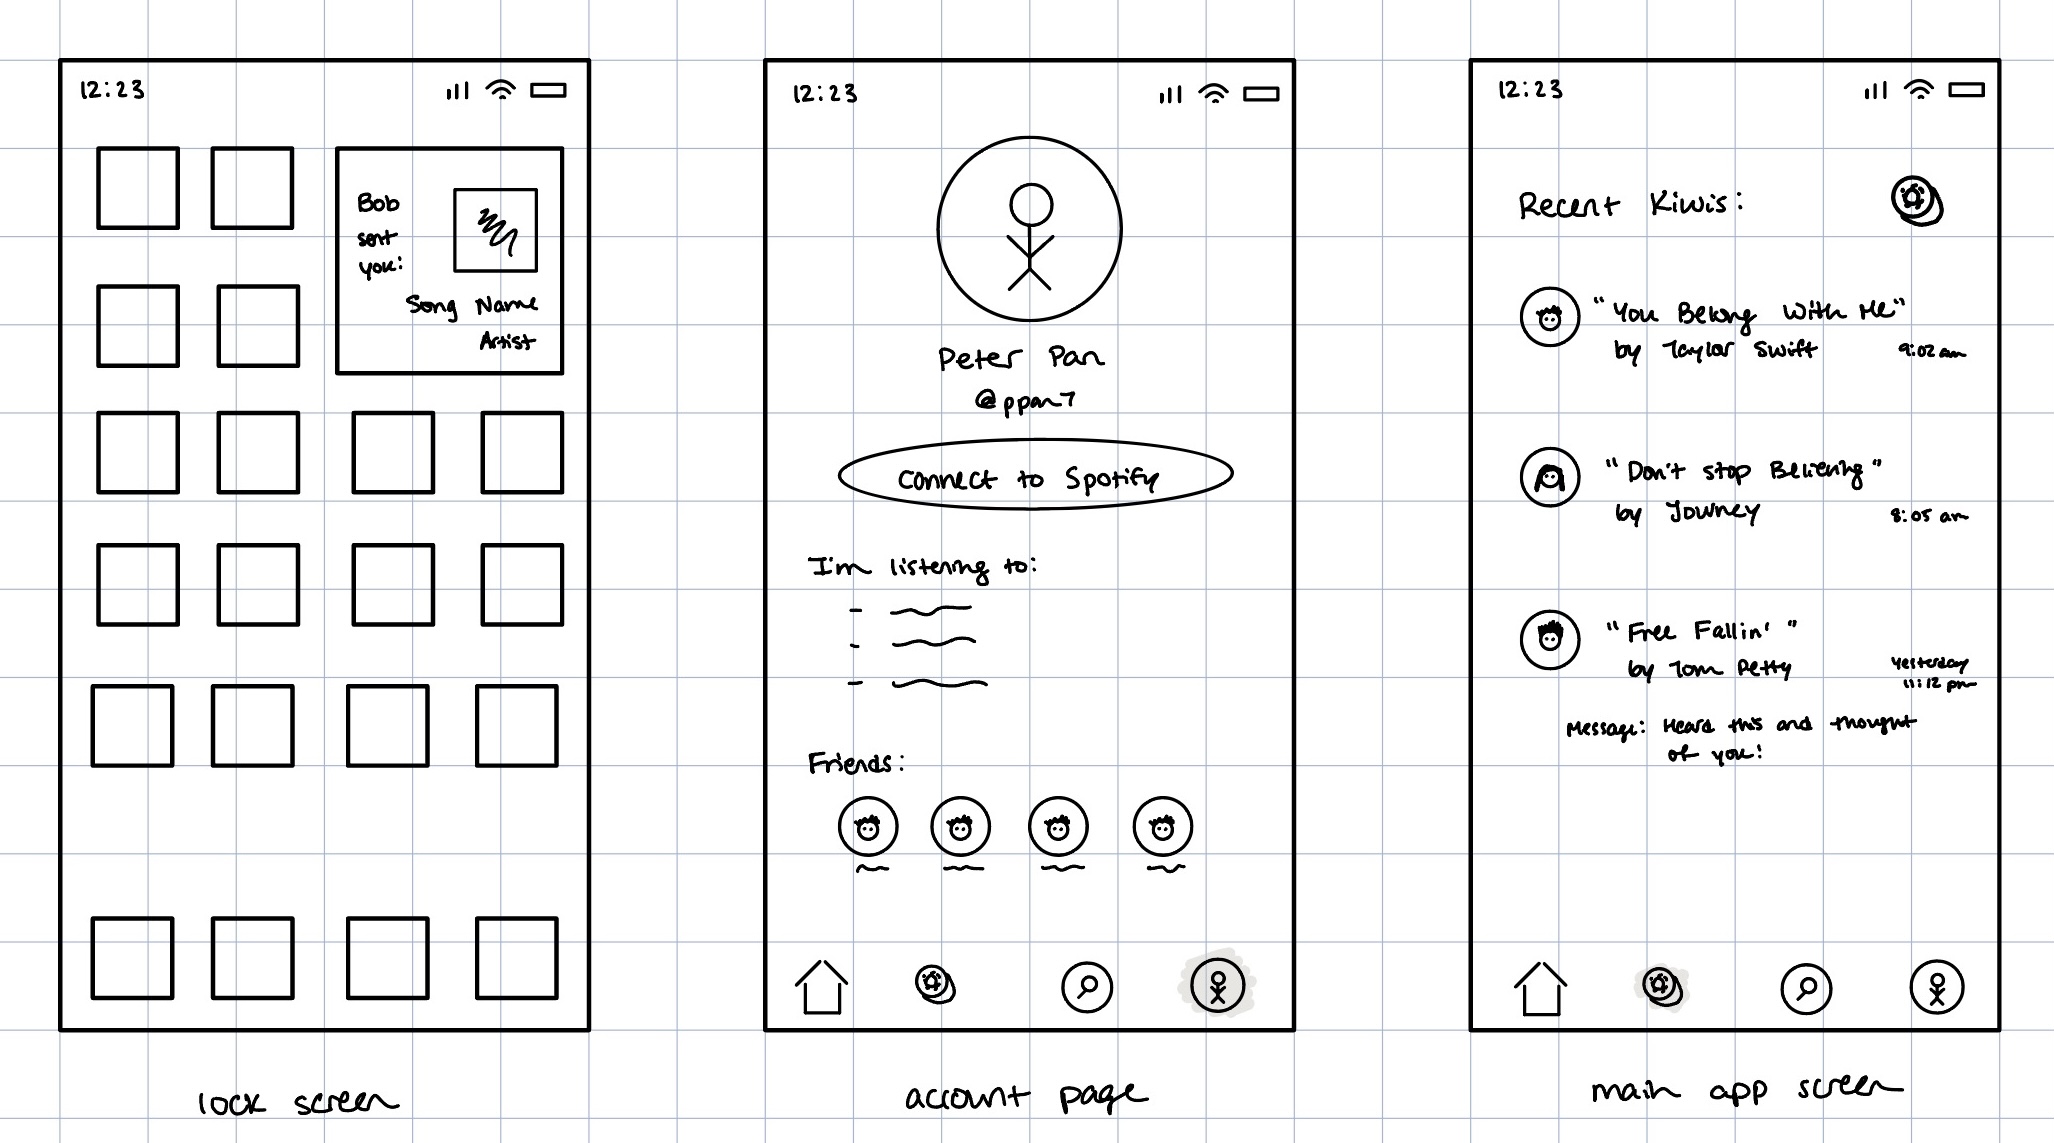 12:23
Bob
sent
you:
Song Name
Artist
lock screen
12:23
Peter Pan
@ppan7
Connect to Spotify
I'm listening to:
Friends:
account page
12:23
Recent Kiwis:
"You Belong With Me"
by Taylor Swift
9:02 am
"Don't stop Believing"
by Journey
8:05 am
"Free Fallin' "
by Tom Petty
Yesterday
11:12 pm
Message: Heard this and thought
of you!
main app screen